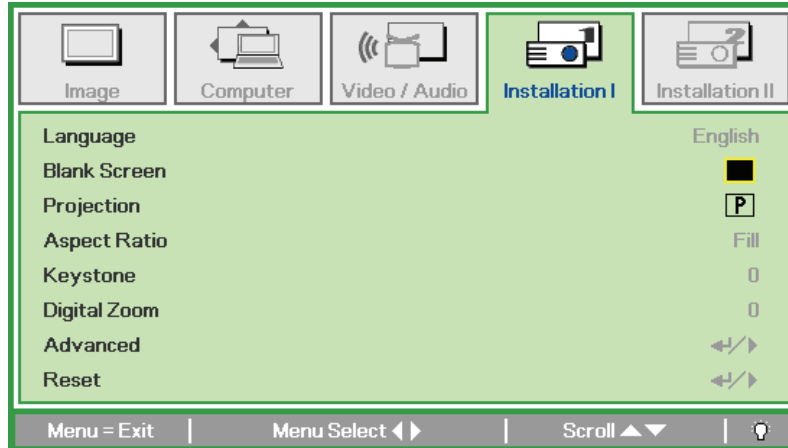 Image Computer Video / Audio Installation I Installation II
Language English
Blank Screen
Projection P
Aspect Ratio Fill
Keystone 0
Digital Zoom 0
Advanced
Reset
Menu = Exit Menu Select Scroll